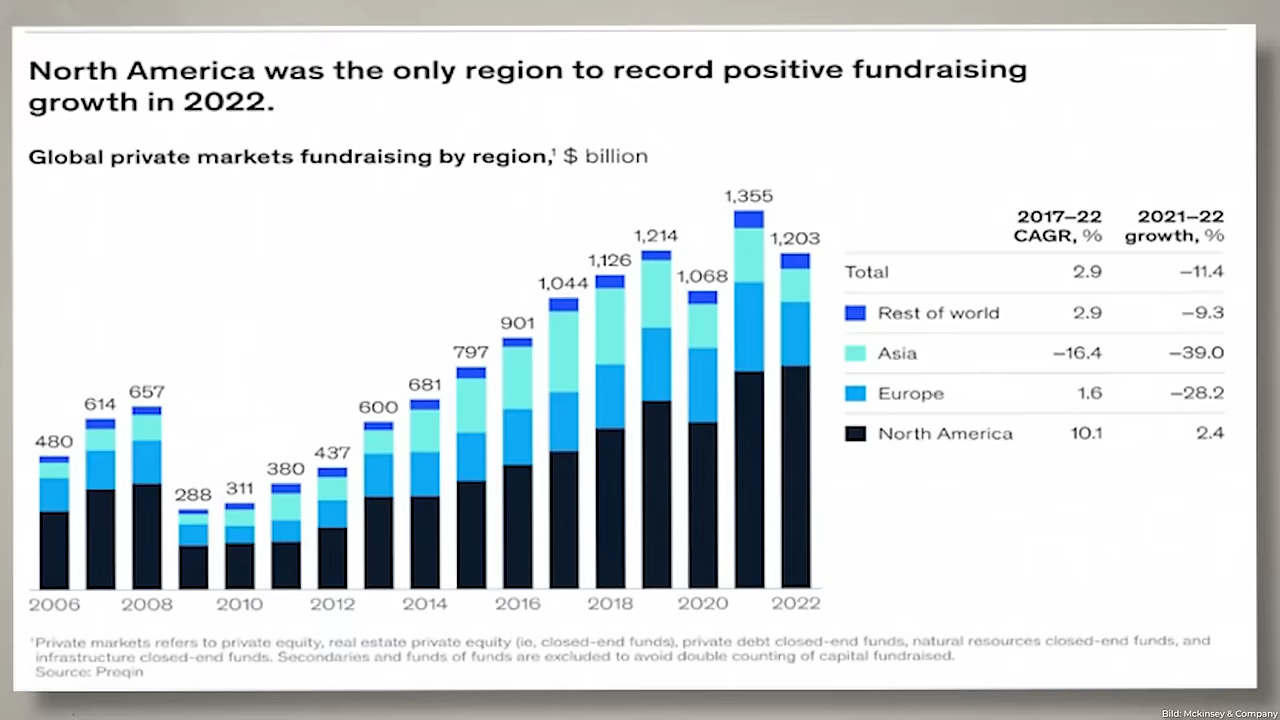 North America was the only region to record positive fundraising
growth in 2022.
Global private markets fundraising by region,¹ $ billion
480
614
657
288
311
380
437
600
681
797
901
1,044
1,126
1,214
1,068
1,355
1,203
2006 2008 2010 2012 2014 2016 2018 2020 2022
2017–22 2021–22
CAGR, % growth, %
Total 2.9 –11.4
Rest of world 2.9 –9.3
Asia –16.4 –39.0
Europe 1.6 –28.2
North America 10.1 2.4
¹Private markets refers to private equity, real estate private equity (ie, closed-end funds), private debt closed-end funds, natural resources closed-end funds, and
infrastructure closed-end funds. Secondaries and funds of funds are excluded to avoid double counting of capital fundraised.
Source: Preqin
Bild: Mckinsey & Company